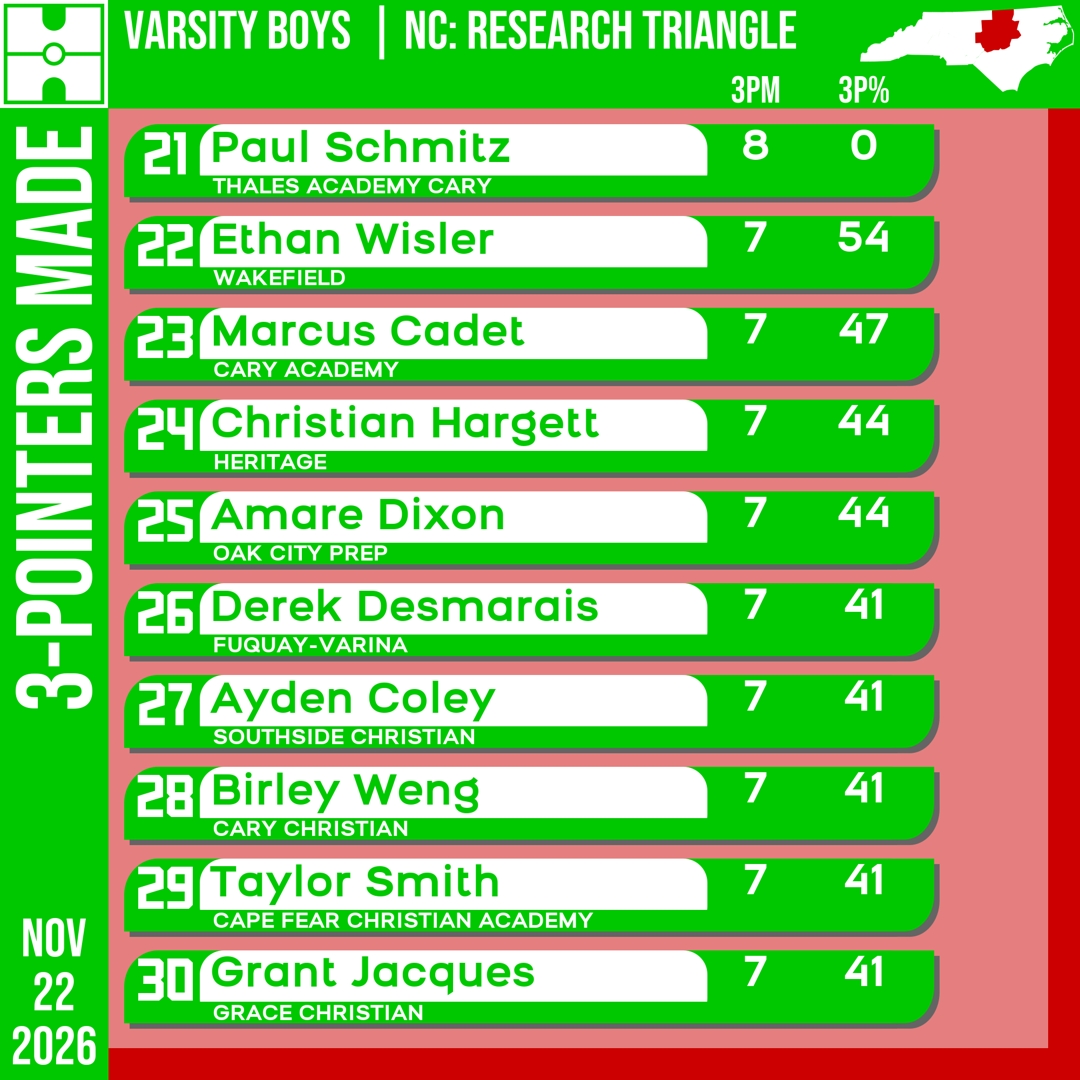 VARSITY BOYS | NC: RESEARCH TRIANGLE
3PM 3P%
3-POINTERS MADE
21 Paul Schmitz 8 0
THALES ACADEMY CARY
22 Ethan Wisler 7 54
WAKEFIELD
23 Marcus Cadet 7 47
CARY ACADEMY
24 Christian Hargett 7 44
HERITAGE
25 Amare Dixon 7 44
OAK CITY PREP
26 Derek Desmarais 7 41
FUQUAY-VARINA
27 Ayden Coley 7 41
SOUTHSIDE CHRISTIAN
28 Birley Weng 7 41
CARY CHRISTIAN
29 Taylor Smith 7 41
CAPE FEAR CHRISTIAN ACADEMY
30 Grant Jacques 7 41
GRACE CHRISTIAN
NOV
22
2026